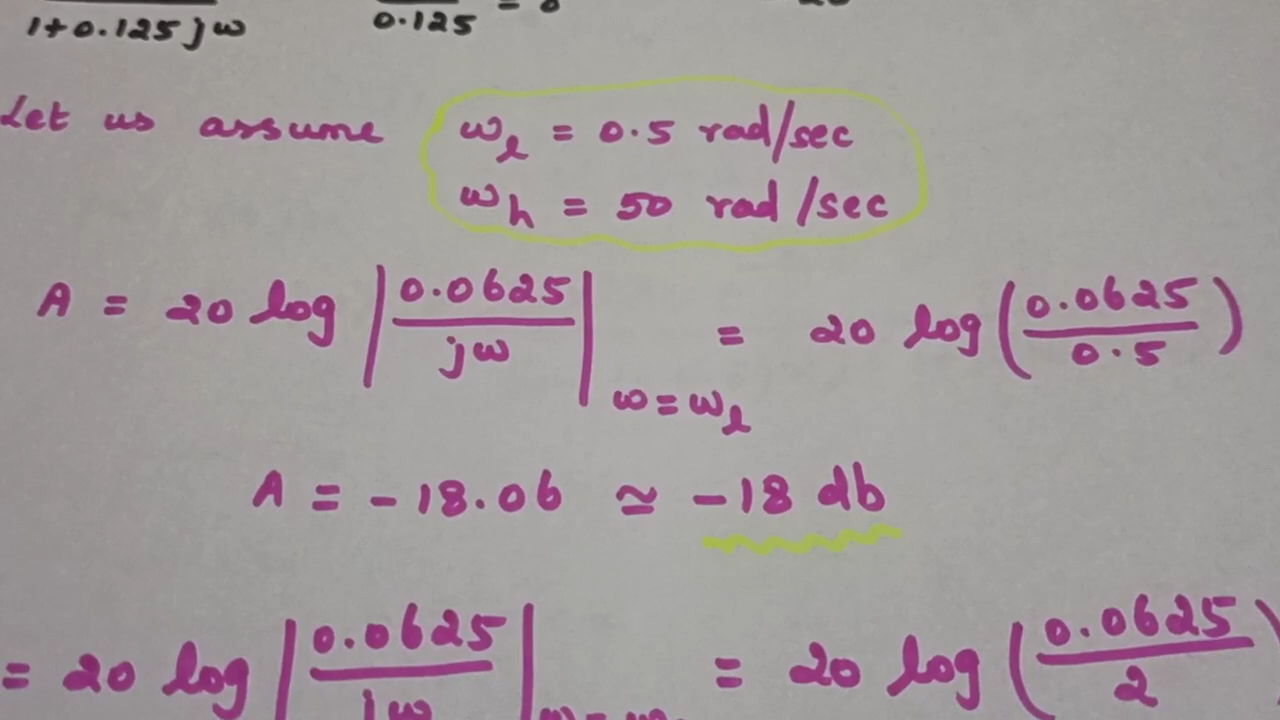 1+0.125jω 0.125 = 8
Let us assume ωl = 0.5 rad/sec
ωh = 50 rad/sec
A = 20 log |0.0625/jω| ω=ωl = 20 log (0.0625/0.5)
A = -18.06 ≃ -18 db
= 20 log |0.0625/jω| = 20 log (0.0625/2)